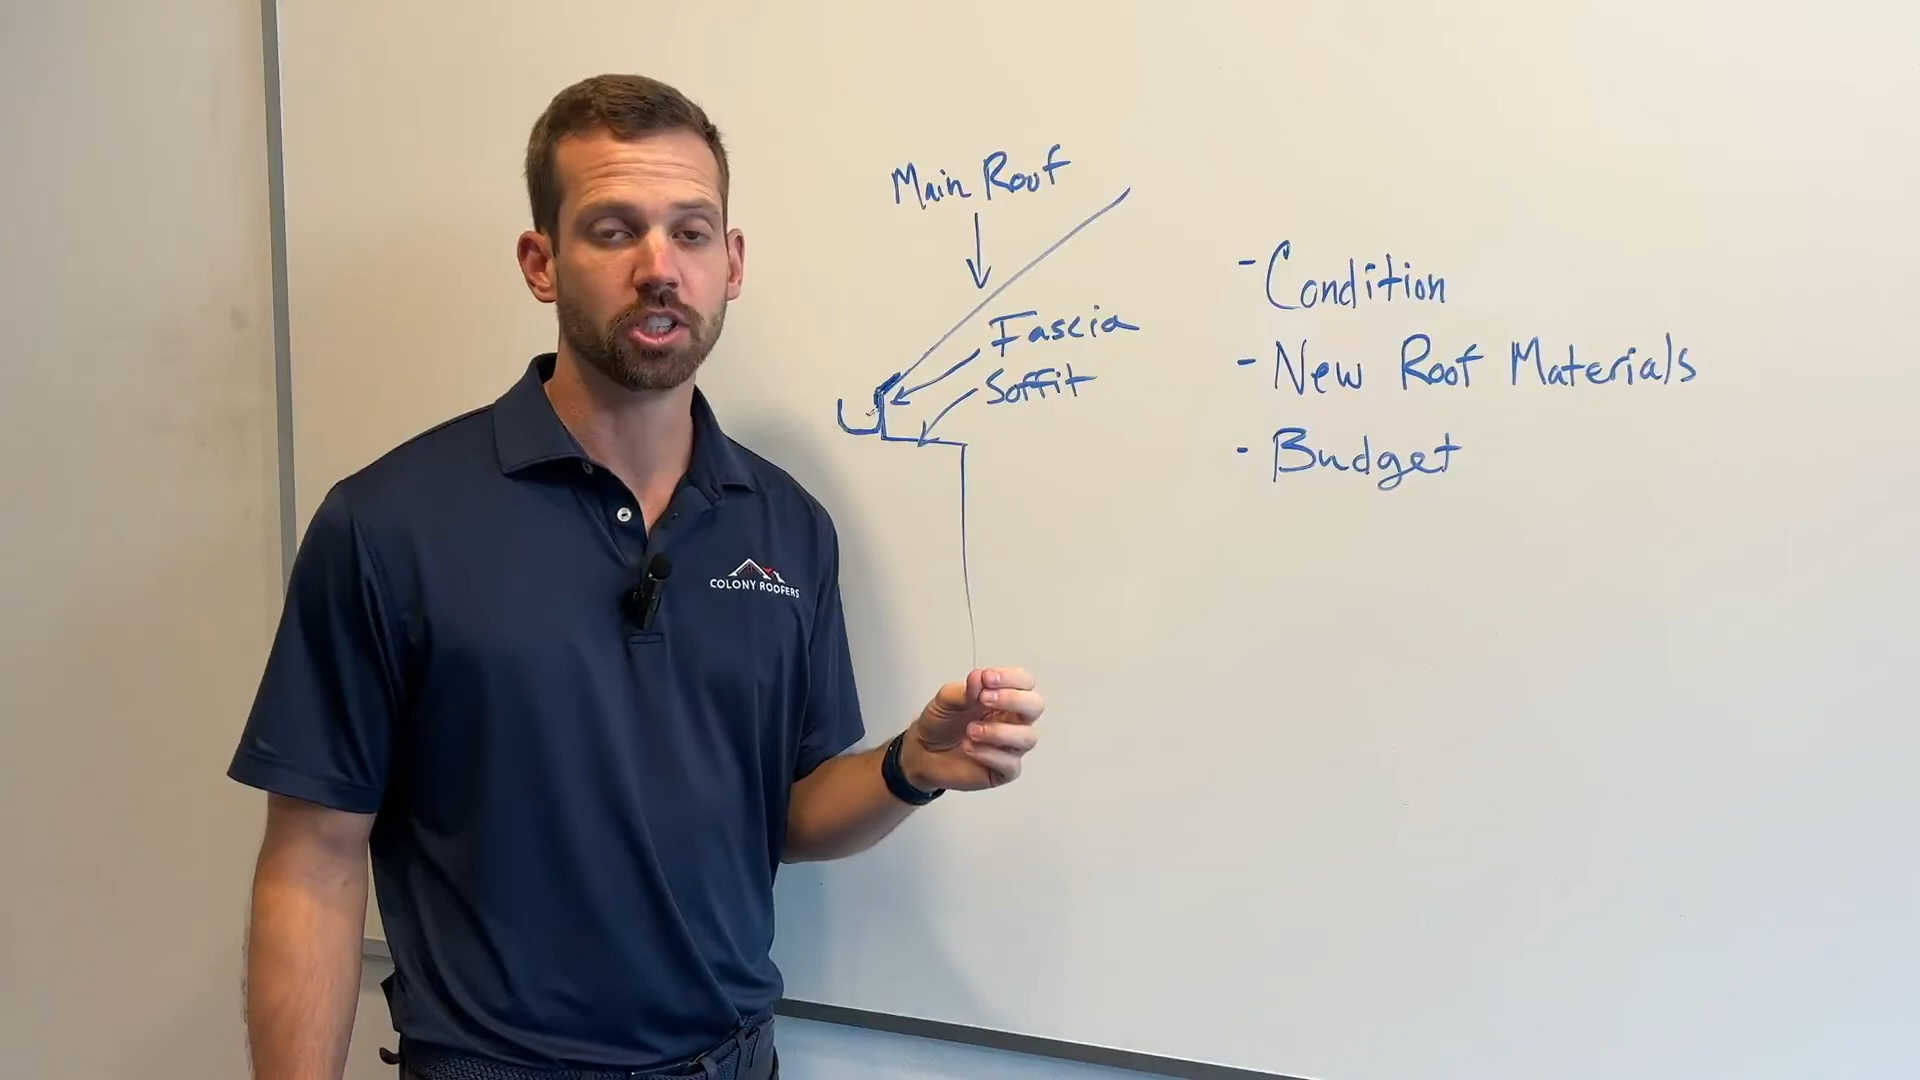 Main Roof
Fascia
Soffit
- Condition
- New Roof Materials
- Budget
COLONY ROOFERS